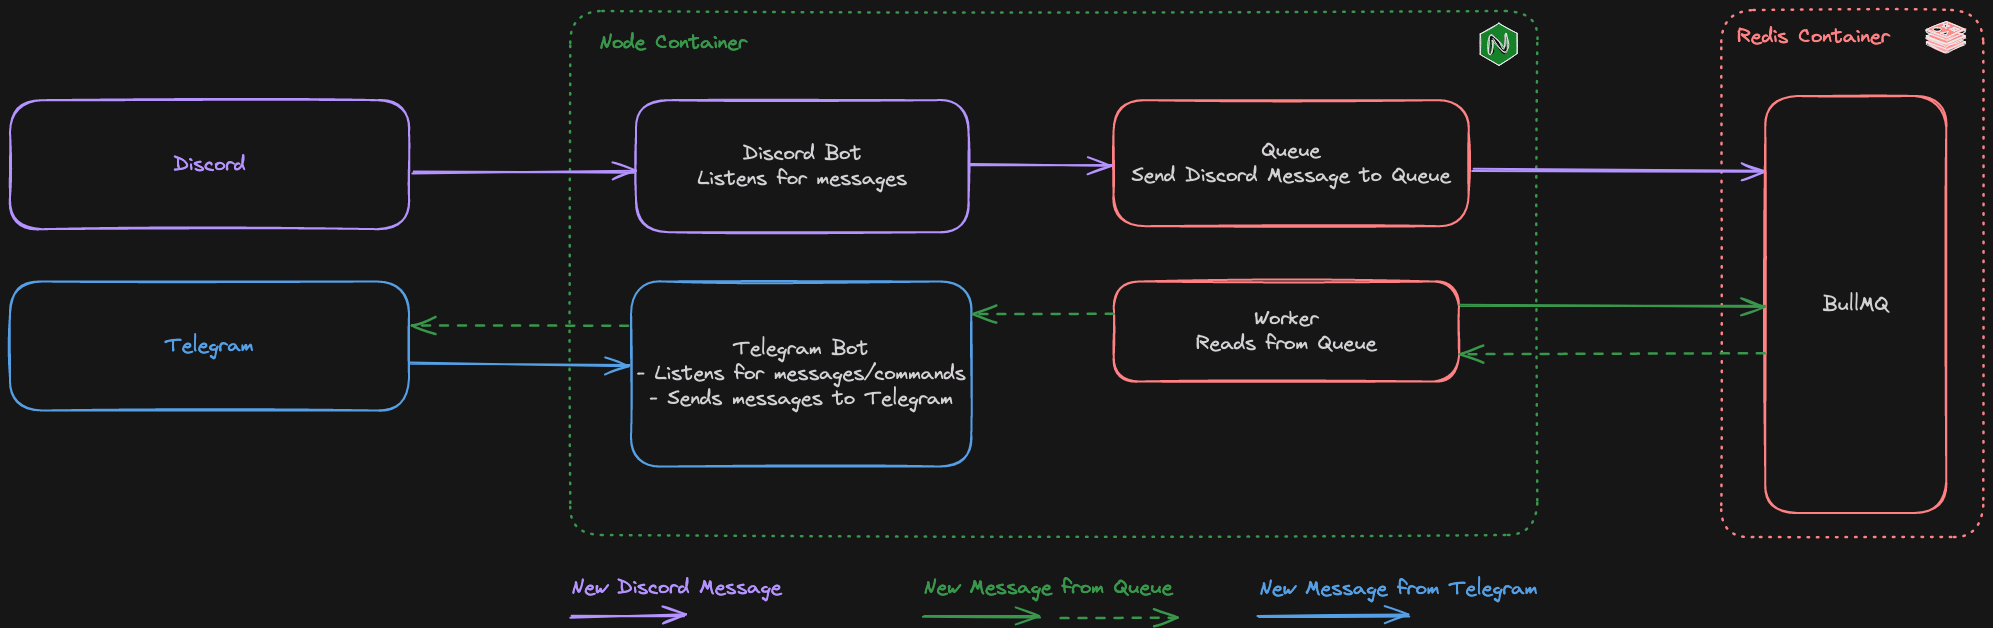 Node Container
Redis Container
Discord
Discord Bot
Listens for messages
Queue
Send Discord Message to Queue
Telegram
Telegram Bot
- Listens for messages/commands
- Sends messages to Telegram
Worker
Reads from Queue
BullMQ
New Discord Message
New Message from Queue
New Message from Telegram